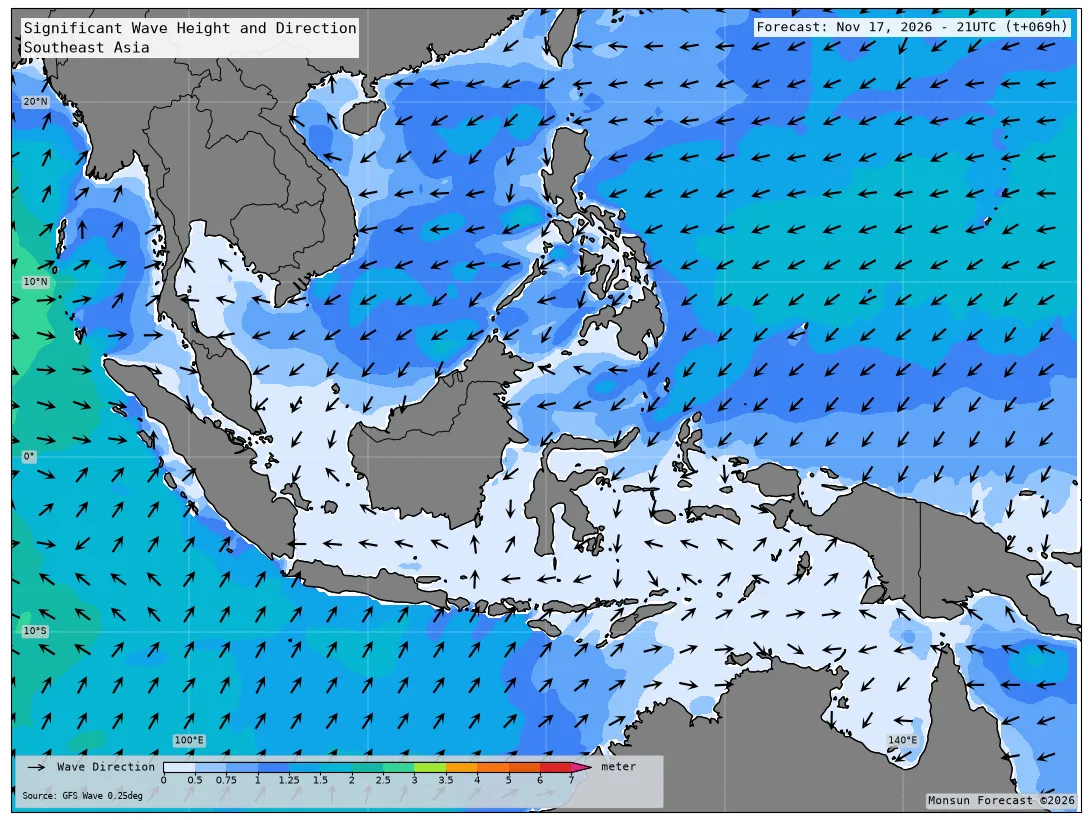 Significant Wave Height and Direction
Southeast Asia
Forecast: Nov 17, 2026 - 21UTC (t+069h)
20°N
10°N
0°
10°S
100°E
140°E
Wave Direction
meter
0 0.5 0.75 1 1.25 1.5 2 2.5 3 3.5 4 5 6 7
Source: GFS Wave 0.25deg
Monsun Forecast ©2026